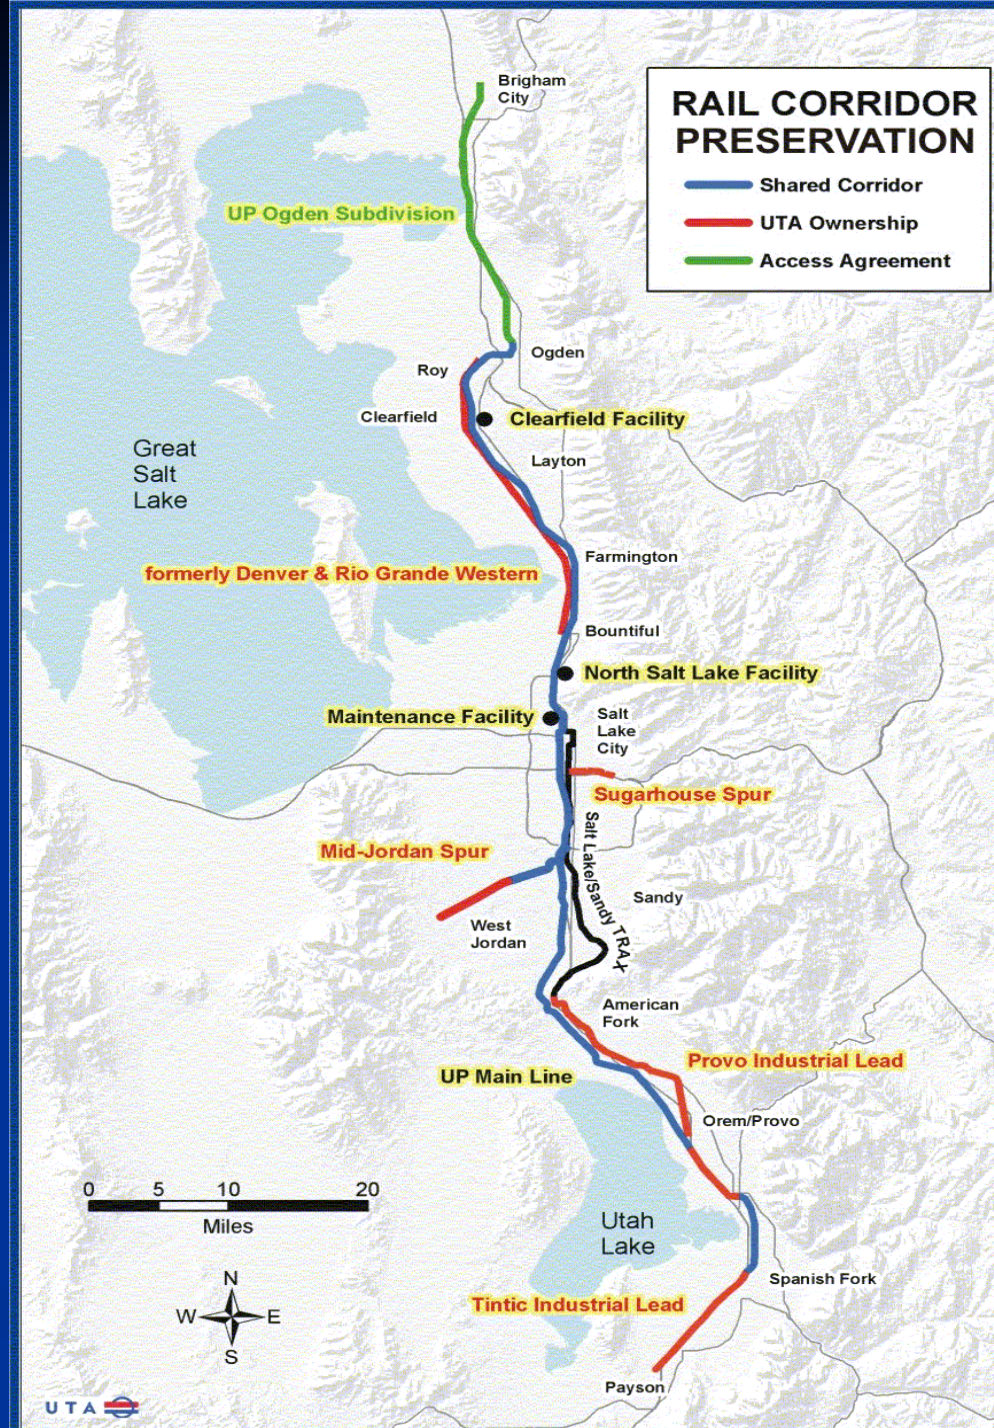 Brigham
City
RAIL CORRIDOR
PRESERVATION
Shared Corridor
UTA Ownership
Access Agreement
UP Ogden Subdivision
Ogden
Roy
Clearfield
Clearfield Facility
Great
Salt
Lake
Layton
Farmington
formerly Denver & Rio Grande Western
Bountiful
North Salt Lake Facility
Maintenance Facility
Salt
Lake
City
Sugarhouse Spur
Salt Lake/Sandy TRAX
Mid-Jordan Spur
Sandy
West
Jordan
American
Fork
Provo Industrial Lead
UP Main Line
Orem/Provo
0 5 10 20
Miles
Utah
Lake
Spanish Fork
N
W E
S
Tintic Industrial Lead
Payson
UTA